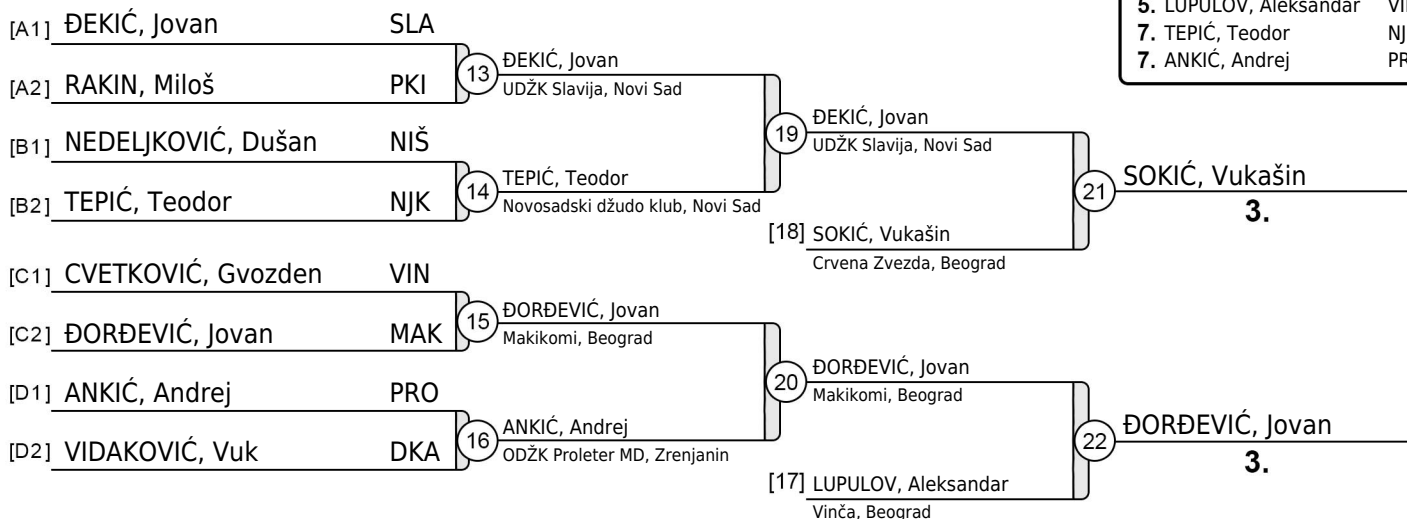 5. LUPULOV, Aleksandar
7. TEPIĆ, Teodor NJ
7. ANKIĆ, Andrej
[A1] ĐEKIĆ, Jovan SLA
[A2] RAKIN, Miloš PKI
13 ĐEKIĆ, Jovan
UDŽK Slavija, Novi Sad
[B1] NEDELJKOVIĆ, Dušan NIŠ
[B2] TEPIĆ, Teodor NJK
14 TEPIĆ, Teodor
Novosadski džudo klub, Novi Sad
19 ĐEKIĆ, Jovan
UDŽK Slavija, Novi Sad
[18] SOKIĆ, Vukašin
Crvena Zvezda, Beograd
21 SOKIĆ, Vukašin
3.
[C1] CVETKOVIĆ, Gvozden VIN
[C2] ĐORĐEVIĆ, Jovan MAK
15 ĐORĐEVIĆ, Jovan
Makikomi, Beograd
[D1] ANKIĆ, Andrej PRO
[D2] VIDAKOVIĆ, Vuk DKA
16 ANKIĆ, Andrej
ODŽK Proleter MD, Zrenjanin
20 ĐORĐEVIĆ, Jovan
Makikomi, Beograd
[17] LUPULOV, Aleksandar
Vinča, Beograd
22 ĐORĐEVIĆ, Jovan
3.